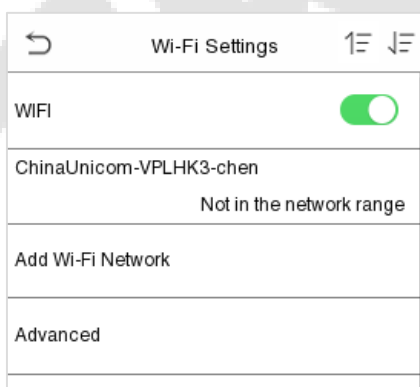 Wi-Fi Settings
WIFI
ChinaUnicom-VPLHK3-chen
Not in the network range
Add Wi-Fi Network
Advanced